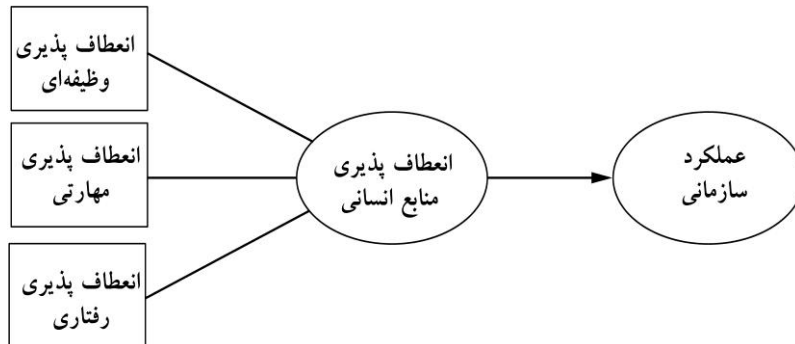 انعطاف پذیری
وظیفه‌ای
انعطاف پذیری
مهارتی
انعطاف پذیری
رفتاری
انعطاف پذیری
منابع انسانی
عملکرد
سازمانی